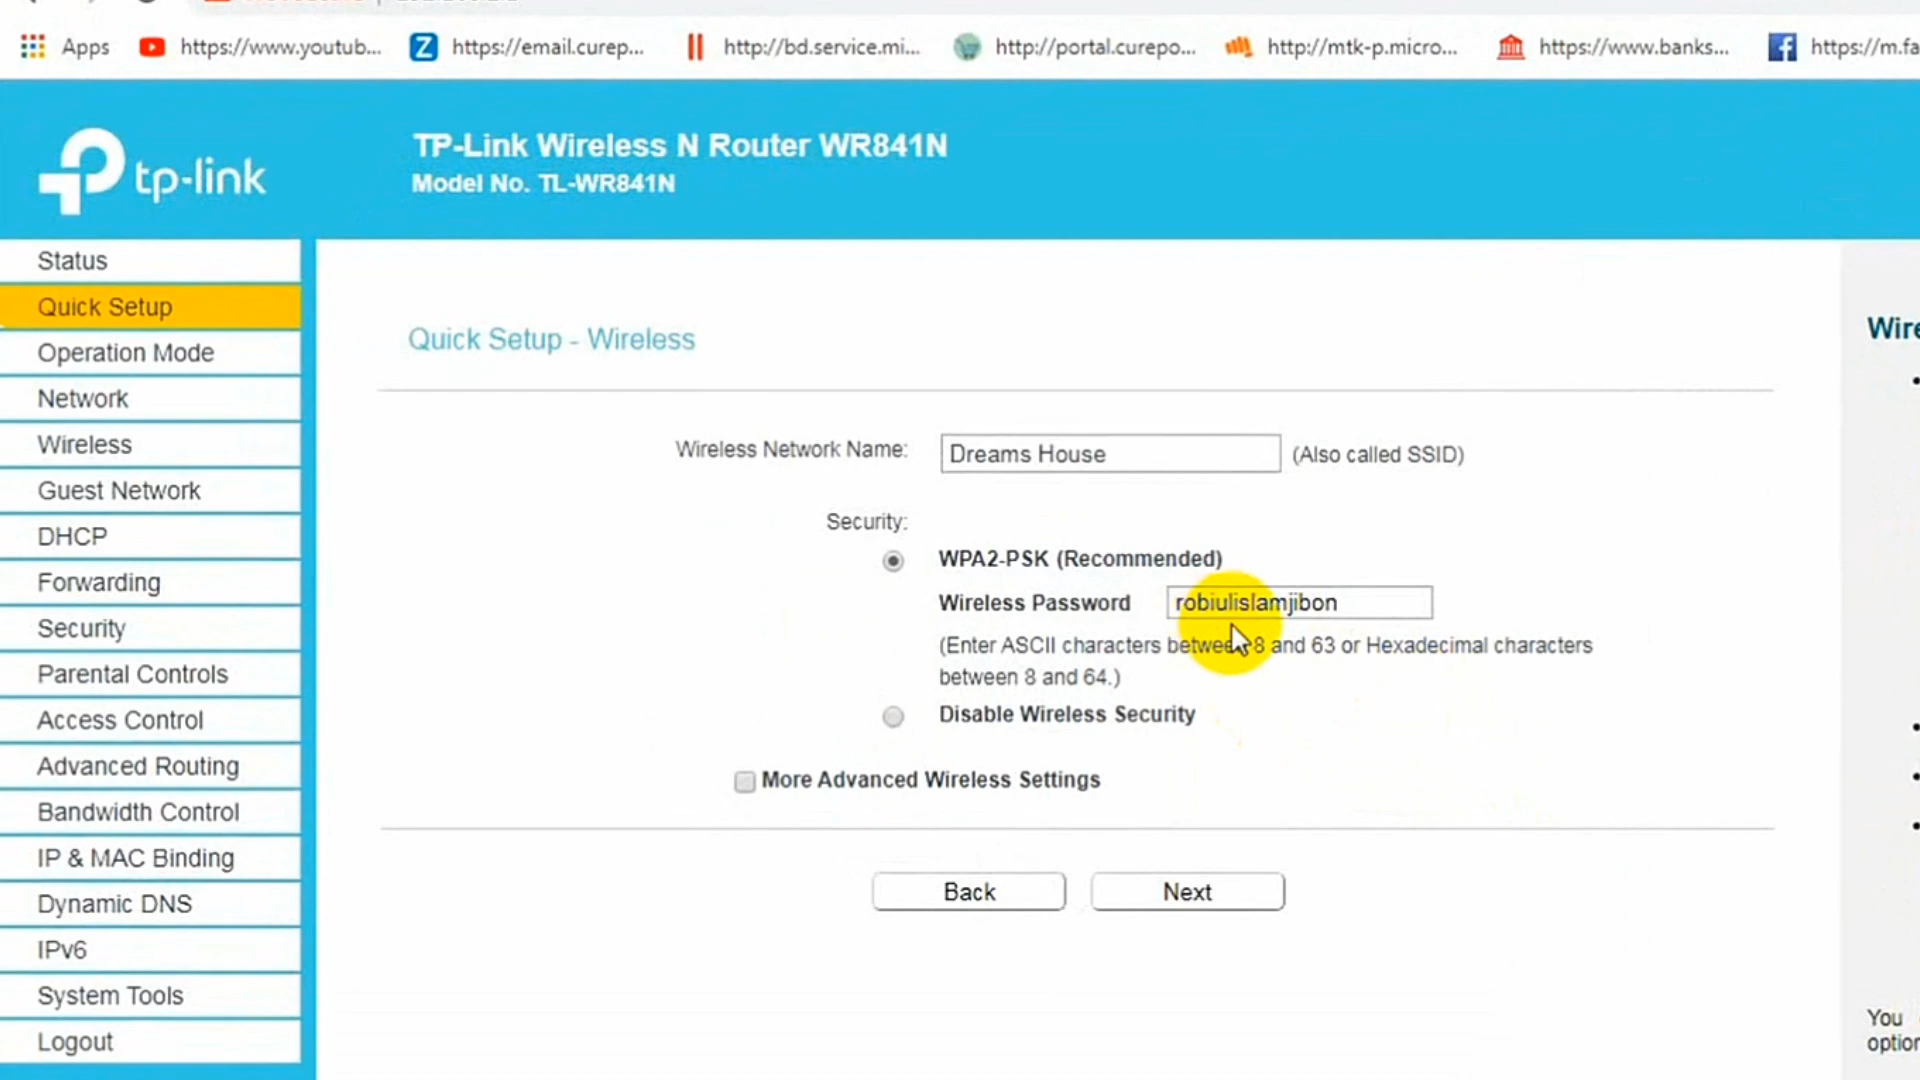 Apps https://www.youtub... https://email.curep... http://bd.service.mi... http://portal.curepo... http://mtk-p.micro... https://www.banks... https://m.fa
tp-link
TP-Link Wireless N Router WR841N
Model No. TL-WR841N
Status
Quick Setup
Operation Mode
Network
Wireless
Guest Network
DHCP
Forwarding
Security
Parental Controls
Access Control
Advanced Routing
Bandwidth Control
IP & MAC Binding
Dynamic DNS
IPv6
System Tools
Logout
Quick Setup - Wireless
Wireless Network Name: Dreams House (Also called SSID)
Security:
WPA2-PSK (Recommended)
Wireless Password robiulislamjibon
(Enter ASCII characters between 8 and 63 or Hexadecimal characters
between 8 and 64.)
Disable Wireless Security
More Advanced Wireless Settings
Back Next
Wire
You
option